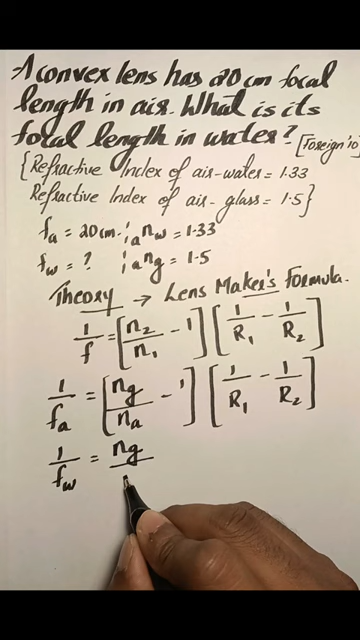 A convex lens has 20 cm focal
length in air. What is its
focal length in water? [Foreign'10]
{Refractive Index of air-water = 1.33
Refractive Index of air-glass = 1.5}
fa = 20cm ; anw = 1.33
fw = ? ; ang = 1.5
Theory → Lens Maker's Formula.
1/f = [n2/n1 - 1] [1/R1 - 1/R2]
1/fa = [ng/na - 1] [1/R1 - 1/R2]
1/fw = ng/